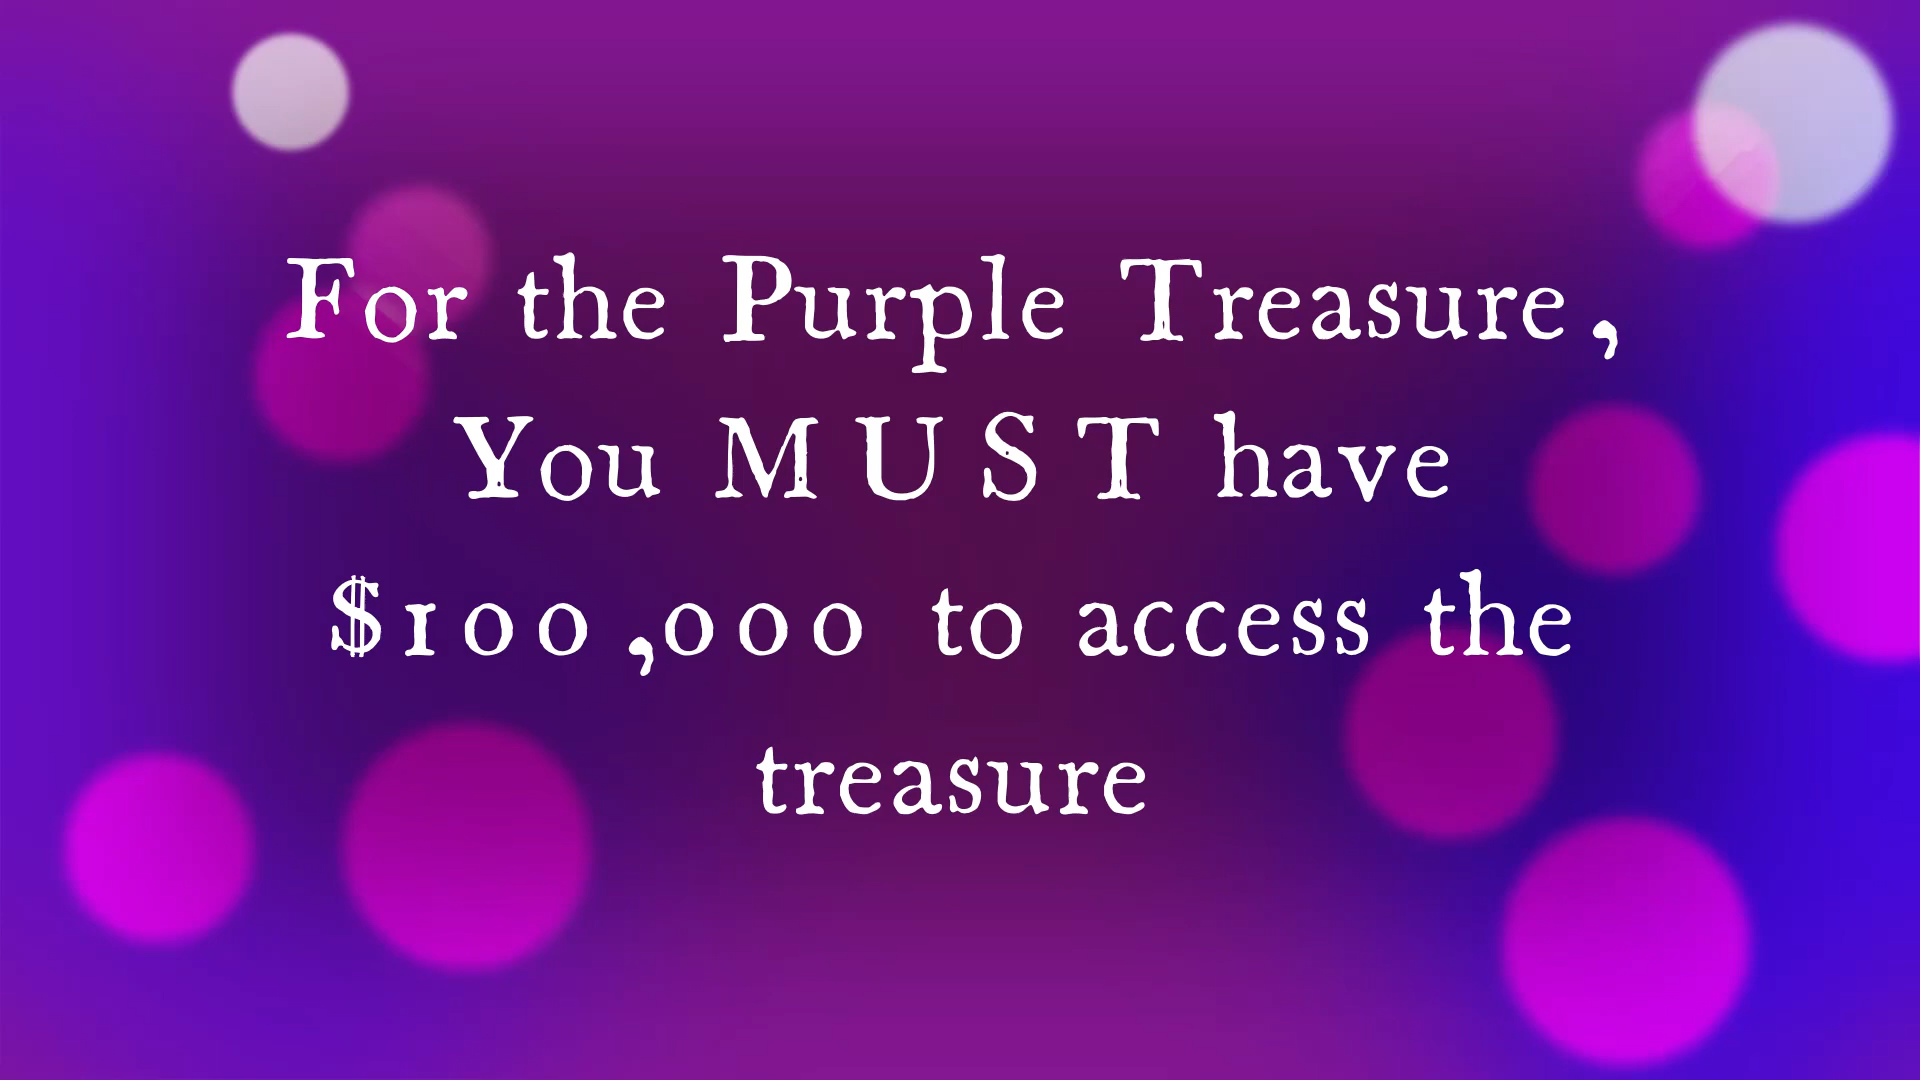 For the Purple Treasure,
You MUST have
$100,000 to access the
treasure